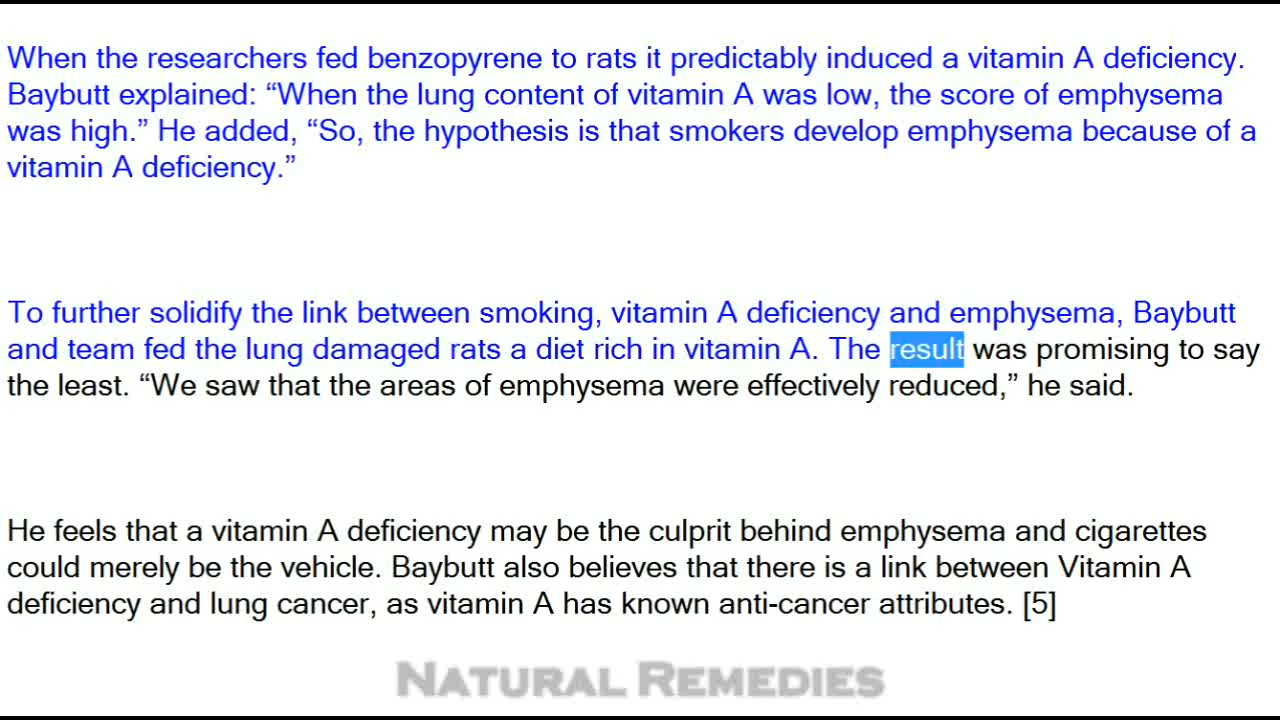 When the researchers fed benzopyrene to rats it predictably induced a vitamin A deficiency.
Baybutt explained: “When the lung content of vitamin A was low, the score of emphysema
was high.” He added, “So, the hypothesis is that smokers develop emphysema because of a
vitamin A deficiency.”
To further solidify the link between smoking, vitamin A deficiency and emphysema, Baybutt
and team fed the lung damaged rats a diet rich in vitamin A. The result was promising to say
the least. “We saw that the areas of emphysema were effectively reduced,” he said.
He feels that a vitamin A deficiency may be the culprit behind emphysema and cigarettes
could merely be the vehicle. Baybutt also believes that there is a link between Vitamin A
deficiency and lung cancer, as vitamin A has known anti-cancer attributes. [5]
NATURAL REMEDIES